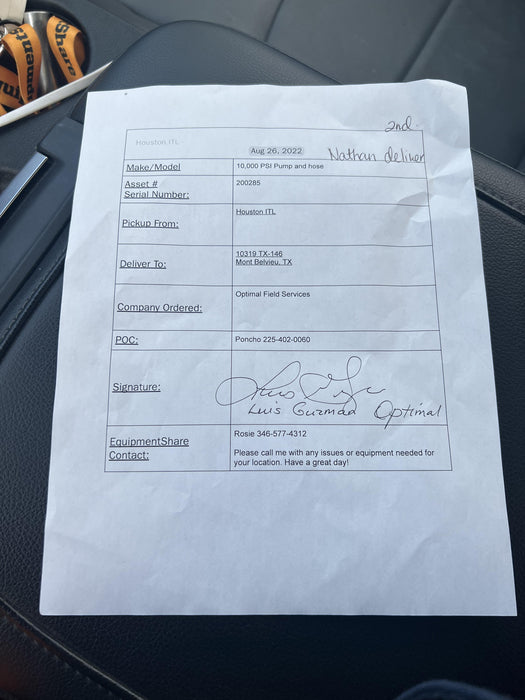 Share
2nd
Houston ITL
Aug 26, 2022
Nathan deliver
Make/Model
10,000 PSI Pump and hose
Asset #
Serial Number:
200285
Pickup From:
Houston ITL
Deliver To:
10319 TX-146
Mont Belvieu, TX
Company Ordered:
Optimal Field Services
POC:
Poncho 225-402-0060
Signature:
Luis Guzmad Optimal
EquipmentShare
Contact:
Rosie 346-577-4312
Please call me with any issues or equipment needed for
your location. Have a great day!